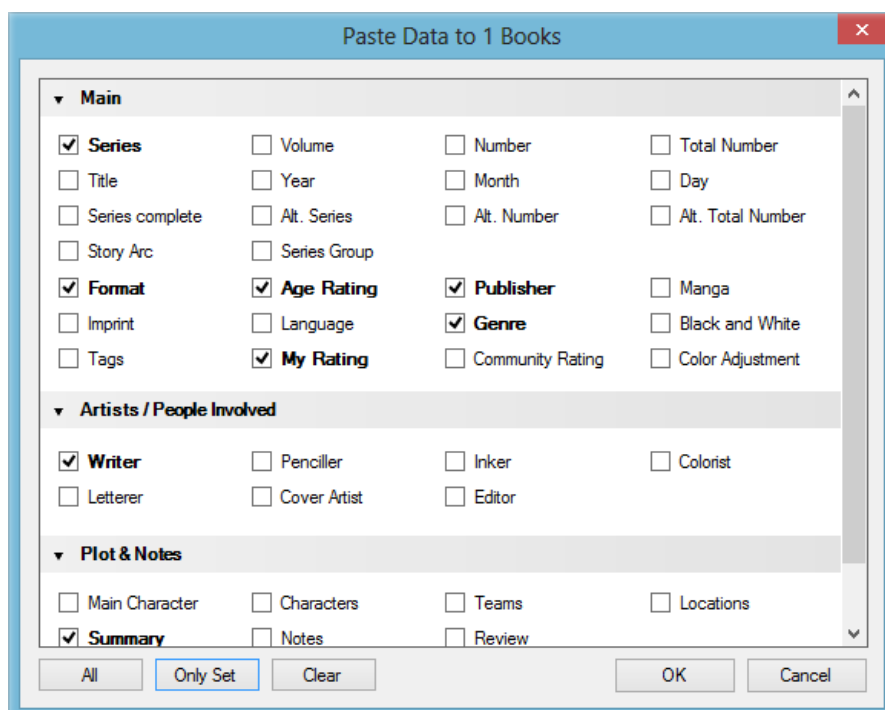 Paste Data to 1 Books
Main
Series Volume Number Total Number
Title Year Month Day
Series complete Alt. Series Alt. Number Alt. Total Number
Story Arc Series Group
Format Age Rating Publisher Manga
Imprint Language Genre Black and White
Tags My Rating Community Rating Color Adjustment
Artists / People Involved
Writer Penciller Inker Colorist
Letterer Cover Artist Editor
Plot & Notes
Main Character Characters Teams Locations
Summary Notes Review
All Only Set Clear OK Cancel